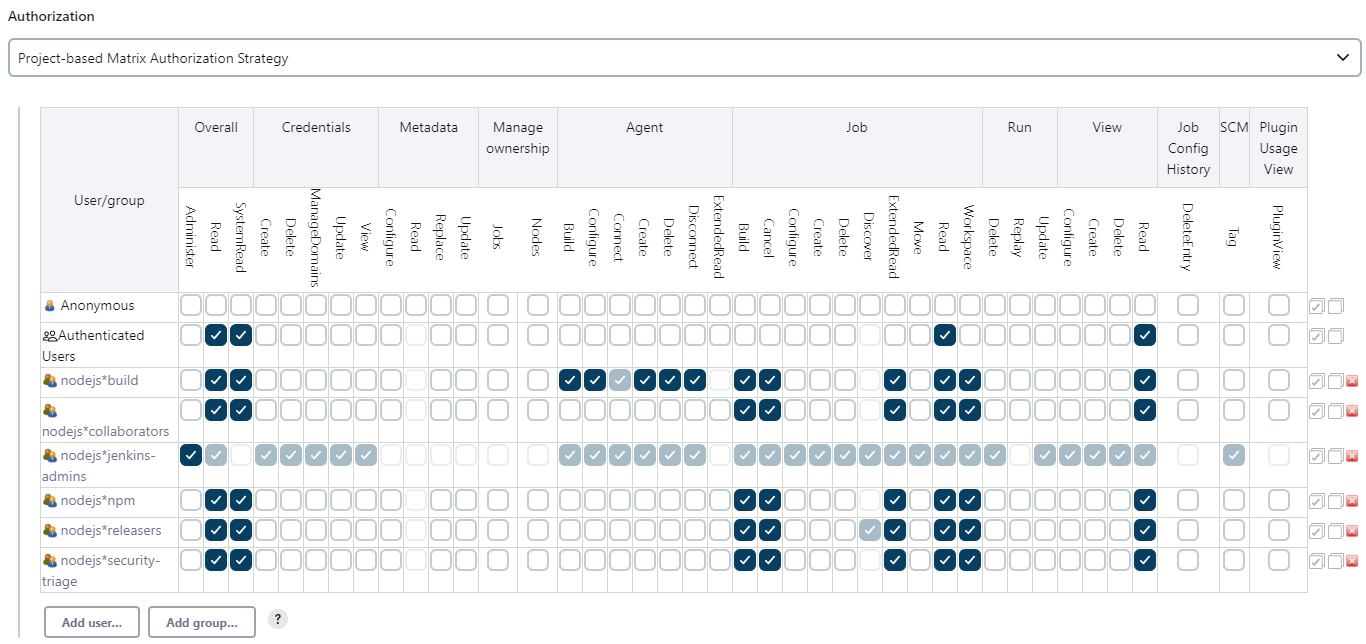 Authorization
Project-based Matrix Authorization Strategy
User/group
Overall
Credentials
Metadata
Manage
ownership
Agent
Job
Run
View
Job
Config
History
SCM
Plugin
Usage
View
Administer
Read
SystemRead
Create
Delete
ManageDomains
Update
View
Configure
Read
Replace
Update
Jobs
Nodes
Build
Configure
Connect
Create
Delete
Disconnect
ExtendedRead
Build
Cancel
Configure
Create
Delete
Discover
ExtendedRead
Move
Read
Workspace
Delete
Replay
Update
Configure
Create
Delete
Read
DeleteEntry
Tag
PluginView
Anonymous
Authenticated
Users
nodejs*build
nodejs*collaborators
nodejs*jenkins-
admins
nodejs*npm
nodejs*releasers
nodejs*security-
triage
Add user...
Add group...
?